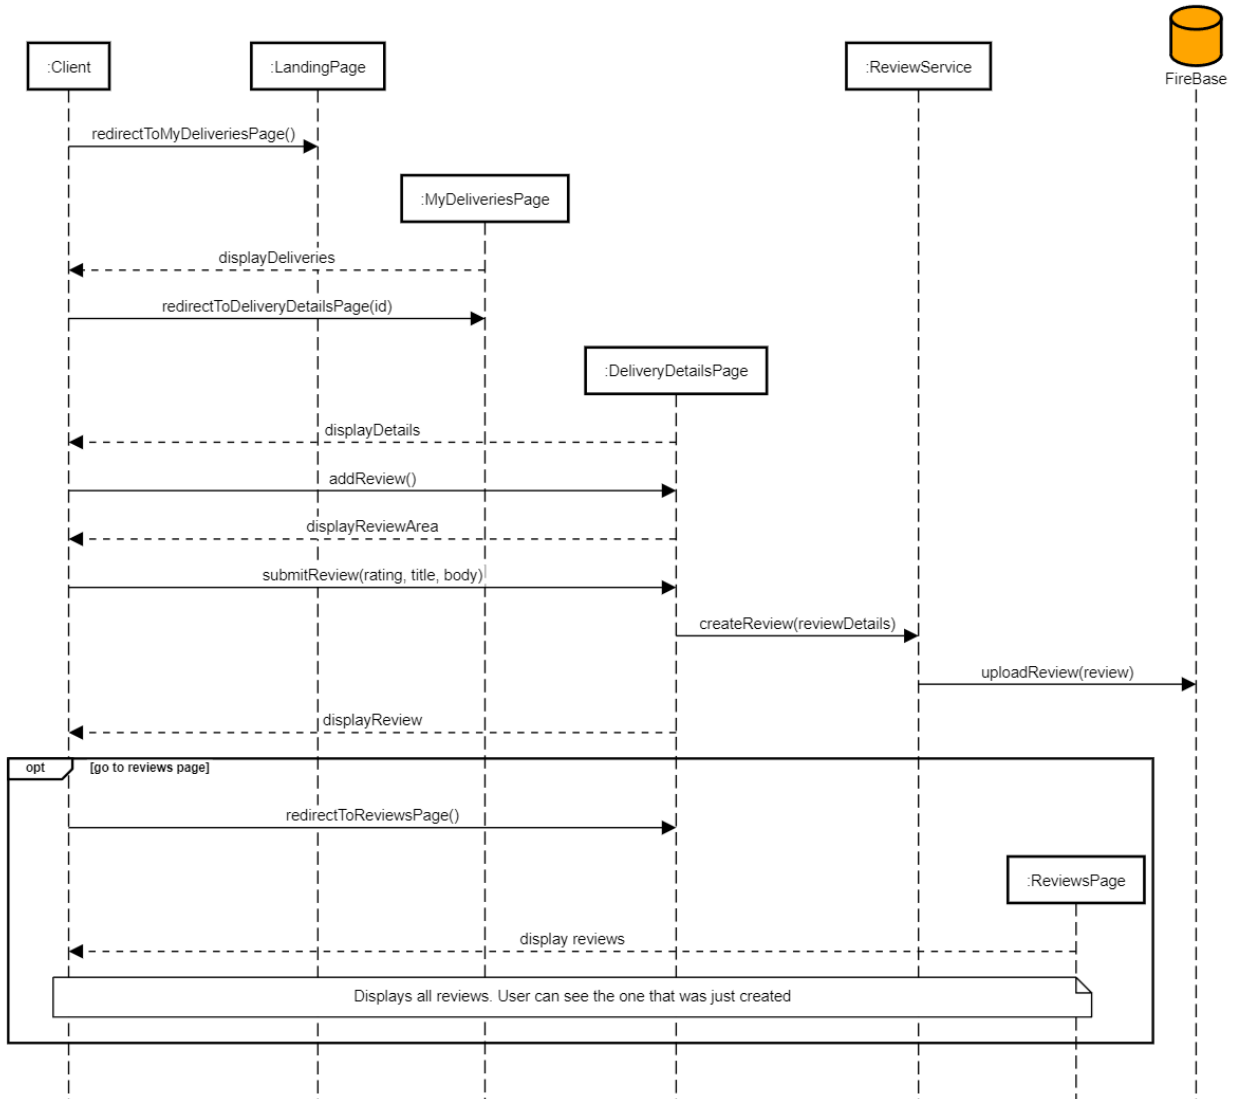 :Client
:LandingPage
:ReviewService
FireBase
redirectToMyDeliveriesPage()
:MyDeliveriesPage
displayDeliveries
redirectToDeliveryDetailsPage(id)
:DeliveryDetailsPage
displayDetails
addReview()
displayReviewArea
submitReview(rating, title, body)
createReview(reviewDetails)
uploadReview(review)
displayReview
opt
[go to reviews page]
redirectToReviewsPage()
:ReviewsPage
display reviews
Displays all reviews. User can see the one that was just created